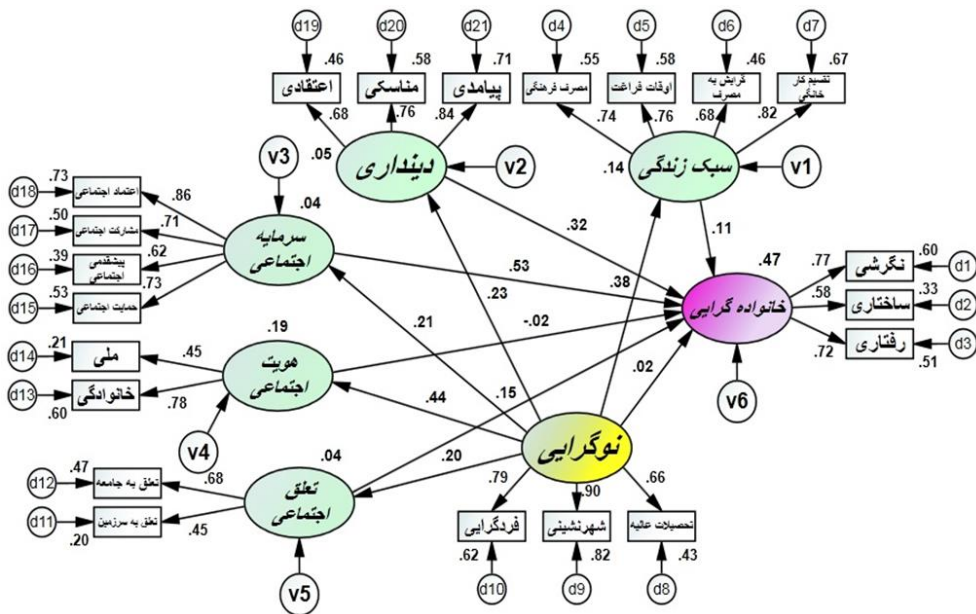 d19
d20
d21
d4
d5
d6
d7
.46
.58
.71
.55
.58
.46
.67
اعتقادی
مناسکی
پیامدی
مصرف فرهنگی
اوقات فراغت
گرایش به
مصرف
تقسیم کار
خانگی
.68
.76
.84
.74
.76
.68
.82
v3
.05
دینداری
v2
.14
سبک زندگی
v1
d18
.73
اعتماد اجتماعی
.86
.04
d17
.50
مشارکت اجتماعی
.71
سرمایه
اجتماعی
d16
.39
پیشقدمی
اجتماعی
.62
d15
.53
حمایت اجتماعی
.73
.32
.11
.53
.38
.23
.21
.47
خانواده گرایی
.77
نگرشی
.60
d1
.58
ساختاری
.33
d2
.72
رفتاری
.51
d3
v6
.19
d14
.21
ملی
.45
هویت
اجتماعی
-.02
.02
d13
.60
خانوادگی
.78
v4
.44
.15
.04
.20
نوگرایی
d12
.47
تعلق به جامعه
.68
تعلق
اجتماعی
d11
.20
تعلق به سرزمین
.45
v5
.79
.90
.66
فردگرایی
شهرنشینی
تحصیلات عالیه
.62
.82
.43
d10
d9
d8